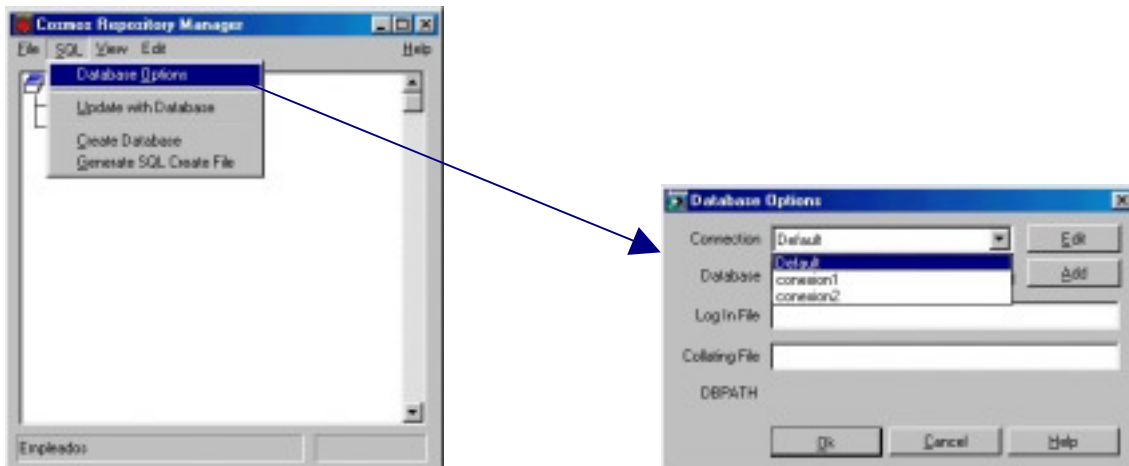 Cosmos Repository Manager
File SQL View Edit Help
Database Options
Update with Database
Create Database
Generate SQL Create File
Empleados
Database Options
Connection Default Edit
Default
conexion1
conexion2
Database Add
Log In File
Collating File
DBPATH
Ok Cancel Help